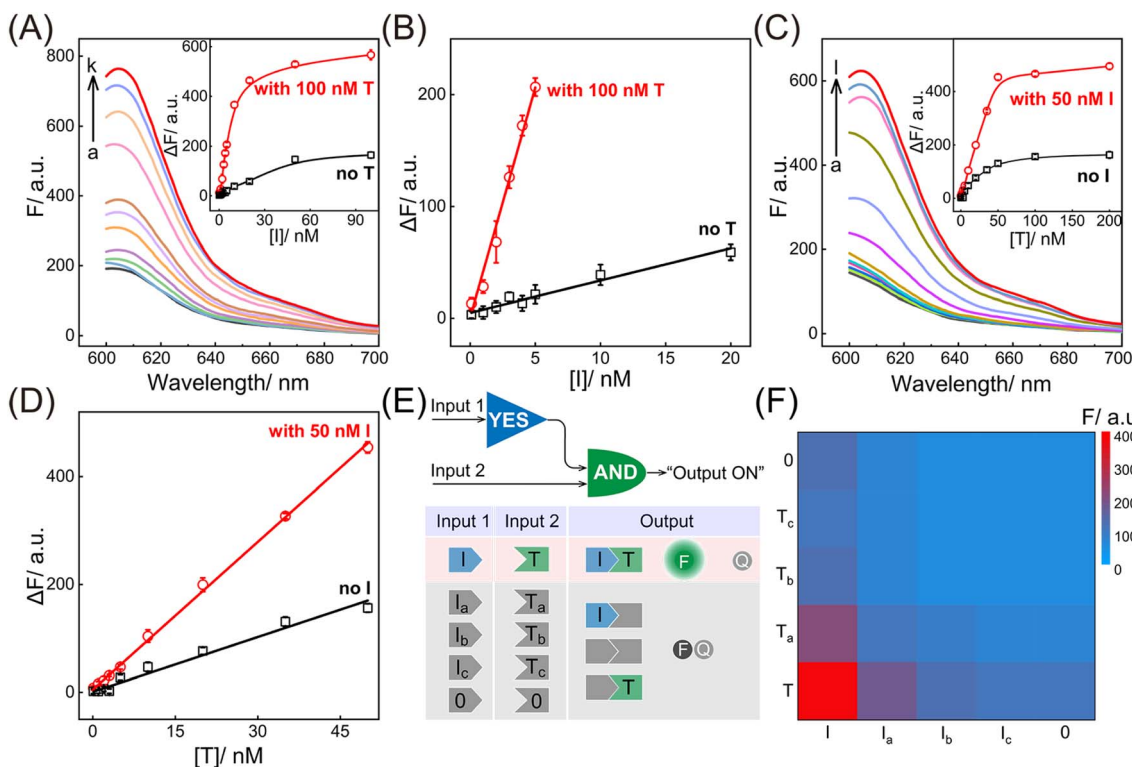 (A)
k
a
800
600
400
200
0
F/ a.u.
600 620 640 660 680 700
Wavelength/ nm
600
400
200
0
ΔF/ a.u.
with 100 nM T
no T
0 30 60 90
[I]/ nM
(B)
200
100
0
ΔF/ a.u.
with 100 nM T
no T
0 5 10 15 20
[I]/ nM
(C)
l
a
600
400
200
0
F/ a.u.
600 620 640 660 680 700
Wavelength/ nm
400
200
0
ΔF/ a.u.
with 50 nM I
no I
0 50 100 150 200
[T]/ nM
(D)
400
200
0
ΔF/ a.u.
with 50 nM I
no I
0 15 30 45
[T]/ nM
(E)
Input 1
YES
Input 2
AND
“Output ON”
Input 1 Input 2 Output
I T I T F Q
Ia Ta I
Ib Tb F Q
Ic Tc T
0 0
(F)
F/ a.u
400
300
200
100
0
0
Tc
Tb
Ta
T
I Ia Ib Ic 0